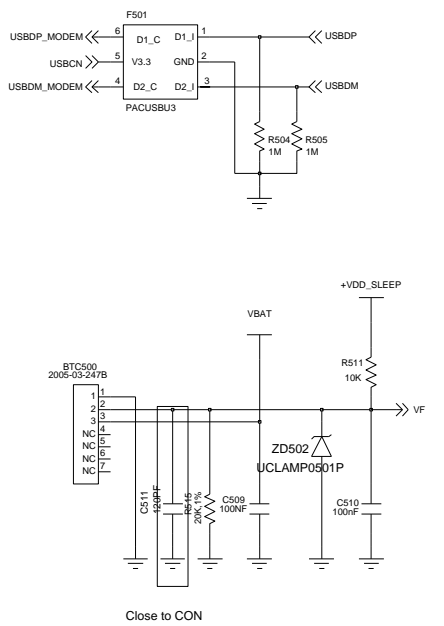 F501
USBDP_MODEM 6 D1_C D1_I 1 USBDP
USBCN 5 V3.3 GND 2
USBDM_MODEM 4 D2_C D2_I 3 USBDM
PACUSBU3
R504 R505
1M 1M
+VDD_SLEEP
VBAT
BTC500
2005-03-247B
R511
10K
1 1
2 2 VF
3 3
NC 4
NC 5
NC 6
NC 7
ZD502
UCLAMP0501P
C511
120PF
R515
20K,1%
C509
100NF
C510
100nF
Close to CON